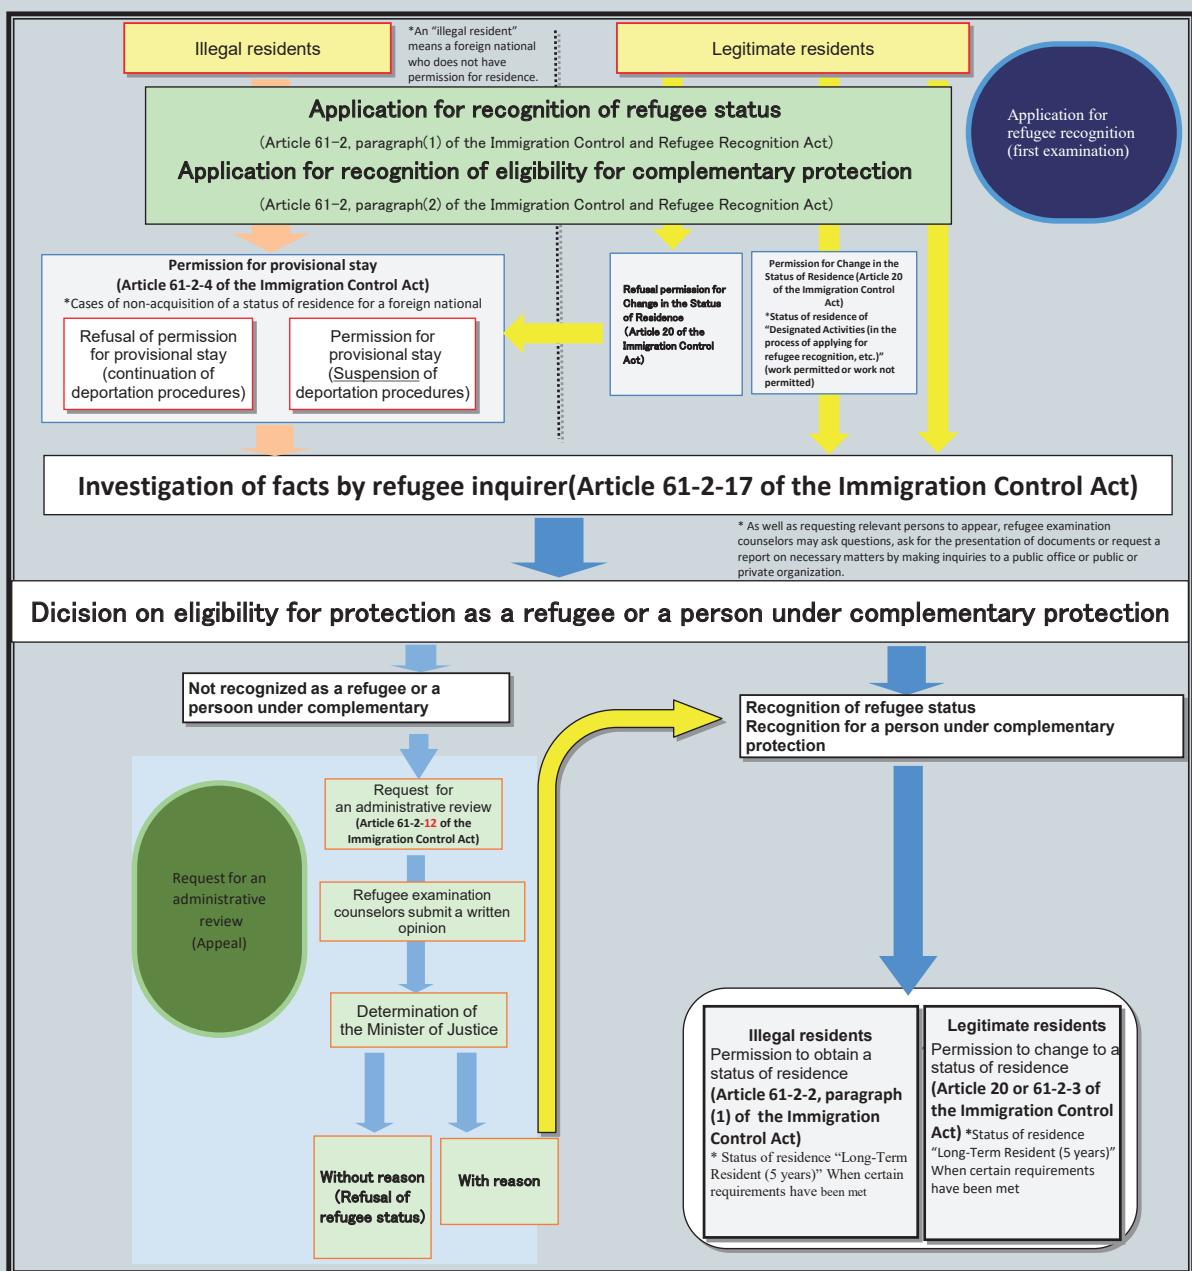 Illegal residents
*An “illegal resident”
means a foreign national
who does not have
permission for residence.
Legitimate residents
Application for
refugee recognition
(first examination)
Application for recognition of refugee status
(Article 61-2, paragraph(1) of the Immigration Control and Refugee Recognition Act)
Application for recognition of eligibility for complementary protection
(Article 61-2, paragraph(2) of the Immigration Control and Refugee Recognition Act)
Permission for provisional stay
(Article 61-2-4 of the Immigration Control Act)
*Cases of non-acquisition of a status of residence for a foreign national
Refusal of permission
for provisional stay
(continuation of
deportation procedures)
Permission for
provisional stay
(Suspension of
deportation procedures)
Refusal permission for
Change in the Status
of Residence
(Article 20 of the
Immigration Control
Act)
Permission for Change in the
Status of Residence (Article 20
of the Immigration Control
Act)
*Status of residence of
“Designated Activities (in the
process of applying for
refugee recognition, etc.)”
(work permitted or work not
permitted)
Investigation of facts by refugee inquirer(Article 61-2-17 of the Immigration Control Act)
* As well as requesting relevant persons to appear, refugee examination
counselors may ask questions, ask for the presentation of documents or request a
report on necessary matters by making inquiries to a public office or public or
private organization.
Dicision on eligibility for protection as a refugee or a person under complementary protection
Not recognized as a refugee or a
persoon under complementary
Recognition of refugee status
Recognition for a person under complementary
protection
Request for an
administrative
review
(Appeal)
Request for
an administrative review
(Article 61-2-12 of the
Immigration Control Act)
Refugee examination
counselors submit a written
opinion
Determination of
the Minister of Justice
Without reason
(Refusal of
refugee status)
With reason
Illegal residents
Permission to obtain a
status of residence
(Article 61-2-2, paragraph
(1) of the Immigration
Control Act)
* Status of residence “Long-Term
Resident (5 years)” When certain
requirements have been met
Legitimate residents
Permission to change to a
status of residence
(Article 20 or 61-2-3 of
the Immigration Control
Act) *Status of residence
“Long-Term Resident (5 years)”
When certain requirements
have been met